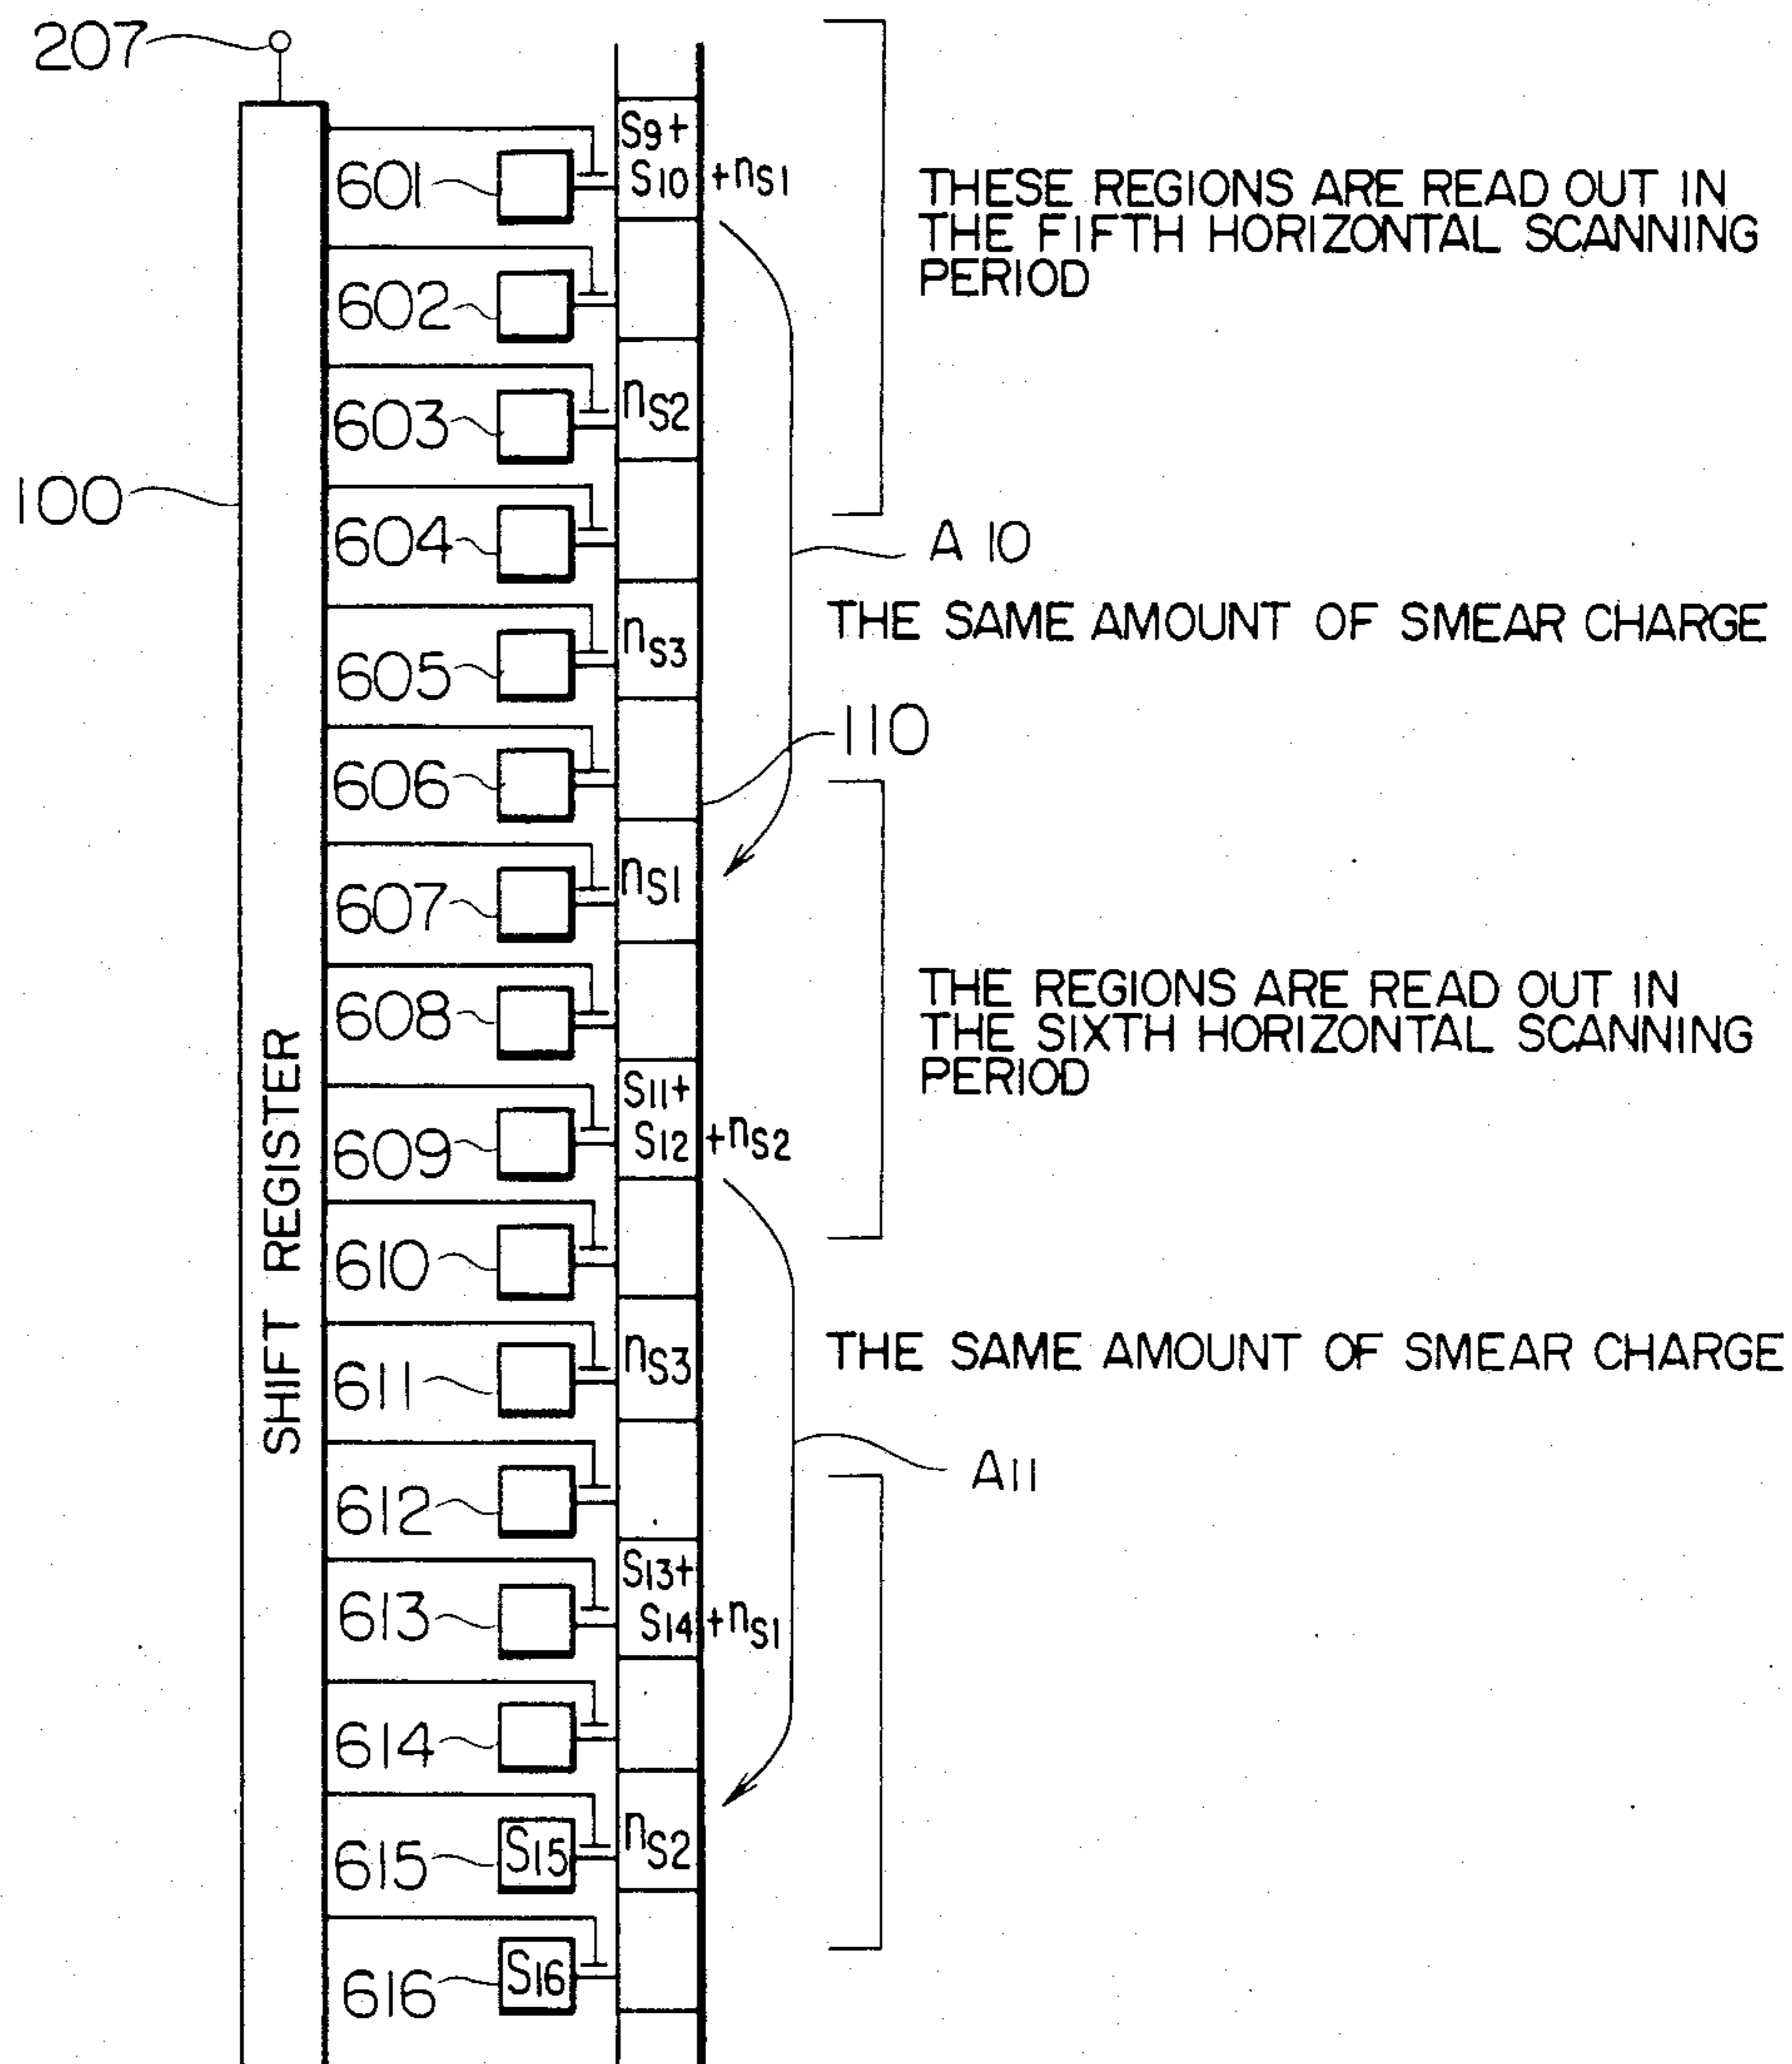 207
S9+
601
S10
+nS1
THESE REGIONS ARE READ OUT IN
THE FIFTH HORIZONTAL SCANNING
PERIOD
602
603
nS2
100
604
A 10
605
nS3
THE SAME AMOUNT OF SMEAR CHARGE
110
606
607
nS1
608
THE REGIONS ARE READ OUT IN
THE SIXTH HORIZONTAL SCANNING
PERIOD
SHIFT REGISTER
S11+
609
S12
+nS2
610
611
nS3
THE SAME AMOUNT OF SMEAR CHARGE
612
A11
S13+
613
S14
+nS1
614
615
S15
nS2
616
S16